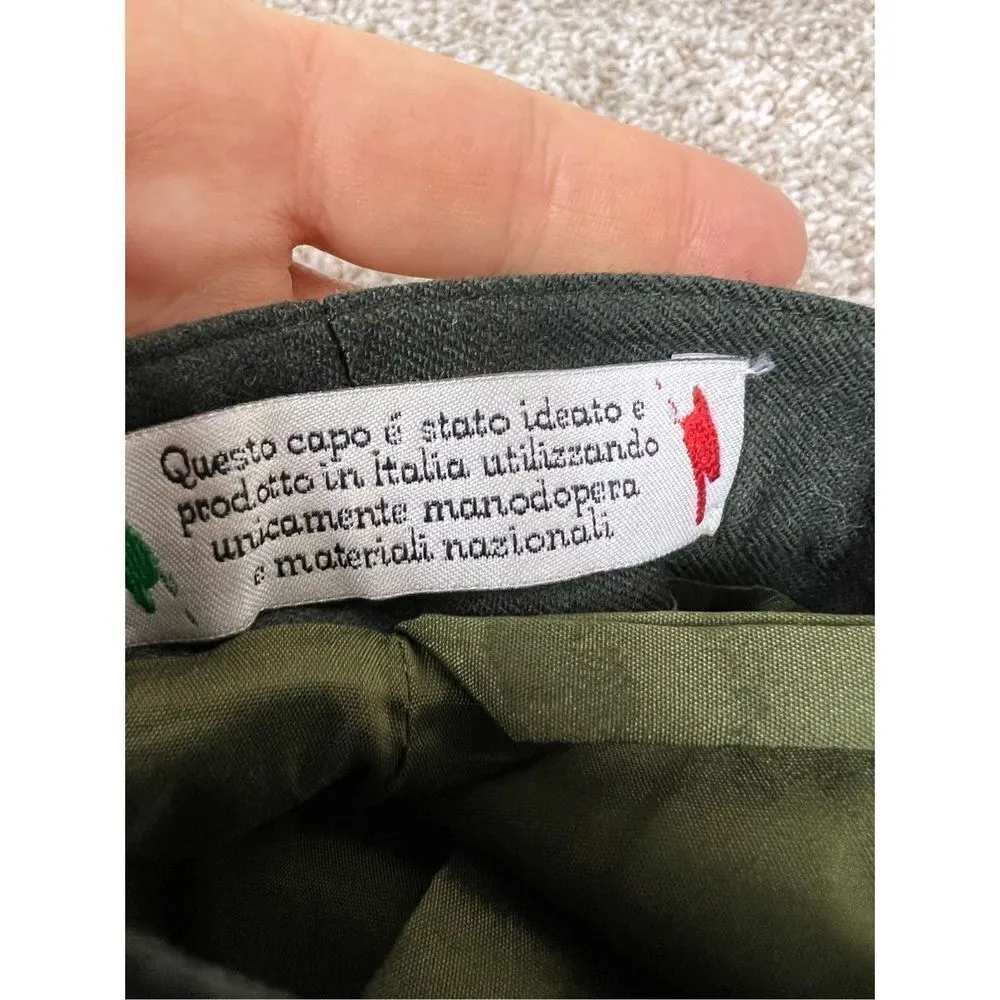 Questo capo é stato ideato e
prodotto in Italia utilizzando
unicamente manodopera
e materiali nazionali